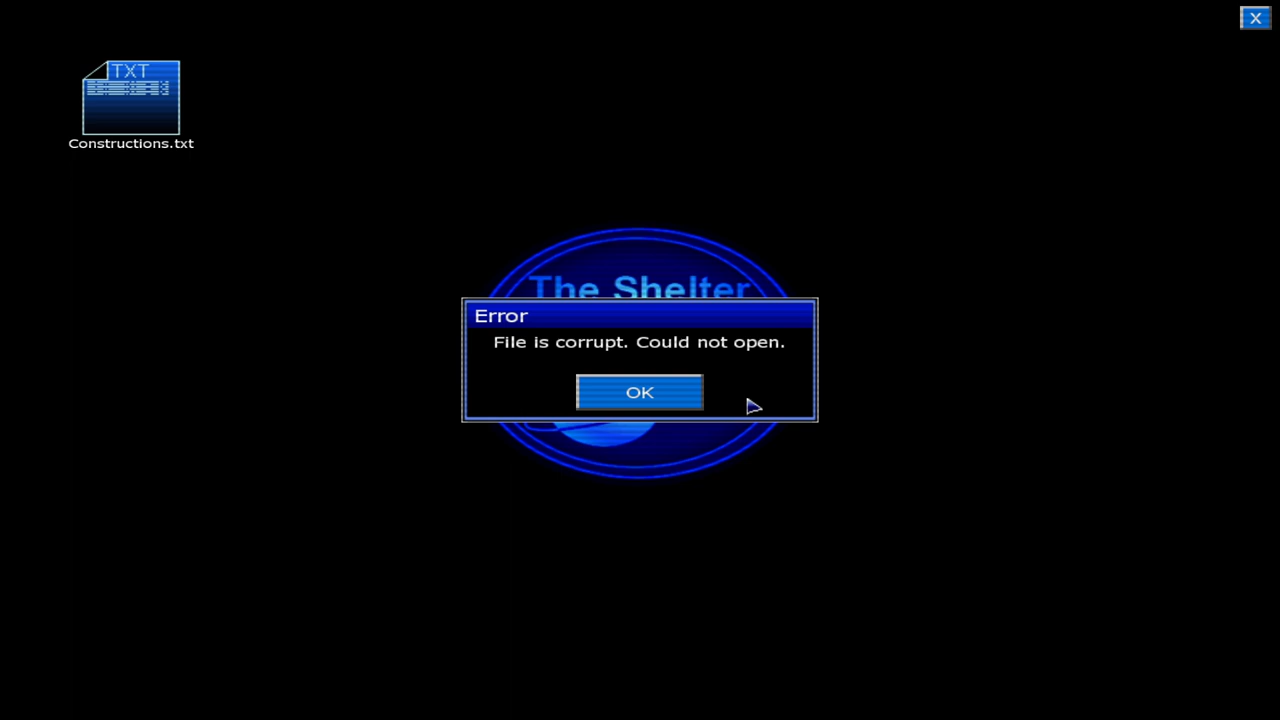 X
TXT
Constructions.txt
The Shelter
Error
File is corrupt. Could not open.
OK